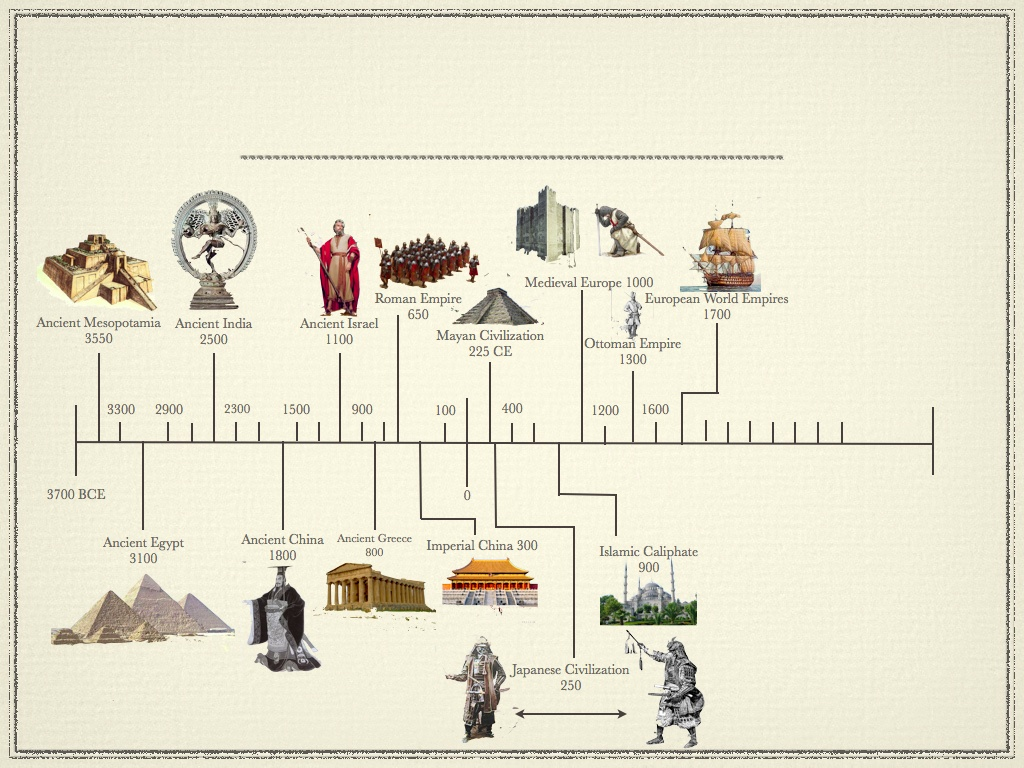 Medieval Europe 1000
Roman Empire
650
European World Empires
1700
Ancient Mesopotamia
3550
Ancient India
2500
Ancient Israel
1100
Mayan Civilization
225 CE
Ottoman Empire
1300
3300
2900
2300
1500
900
100
400
1200
1600
3700 BCE
0
Ancient Egypt
3100
Ancient China
1800
Ancient Greece
800
Imperial China 300
Islamic Caliphate
900
Japanese Civilization
250